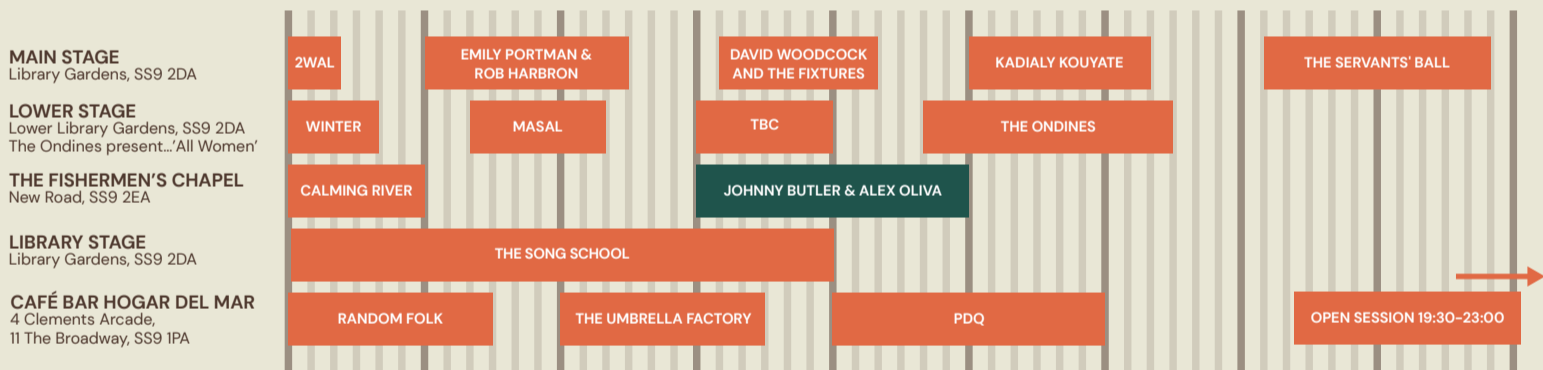 MAIN STAGE
Library Gardens, SS9 2DA
2WAL
EMILY PORTMAN &
ROB HARBRON
DAVID WOODCOCK
AND THE FIXTURES
KADIALY KOUYATE
THE SERVANTS' BALL
LOWER STAGE
Lower Library Gardens, SS9 2DA
The Ondines present...'All Women'
WINTER
MASAL
TBC
THE ONDINES
THE FISHERMEN'S CHAPEL
New Road, SS9 2EA
CALMING RIVER
JOHNNY BUTLER & ALEX OLIVA
LIBRARY STAGE
Library Gardens, SS9 2DA
THE SONG SCHOOL
CAFÉ BAR HOGAR DEL MAR
4 Clements Arcade,
11 The Broadway, SS9 1PA
RANDOM FOLK
THE UMBRELLA FACTORY
PDQ
OPEN SESSION 19:30-23:00